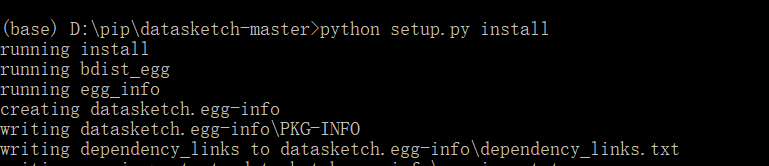 (base) D:\pip\datasketch-master>python setup.py install
running install
running bdist_egg
running egg_info
creating datasketch.egg-info
writing datasketch.egg-info\PKG-INFO
writing dependency_links to datasketch.egg-info\dependency_links.txt